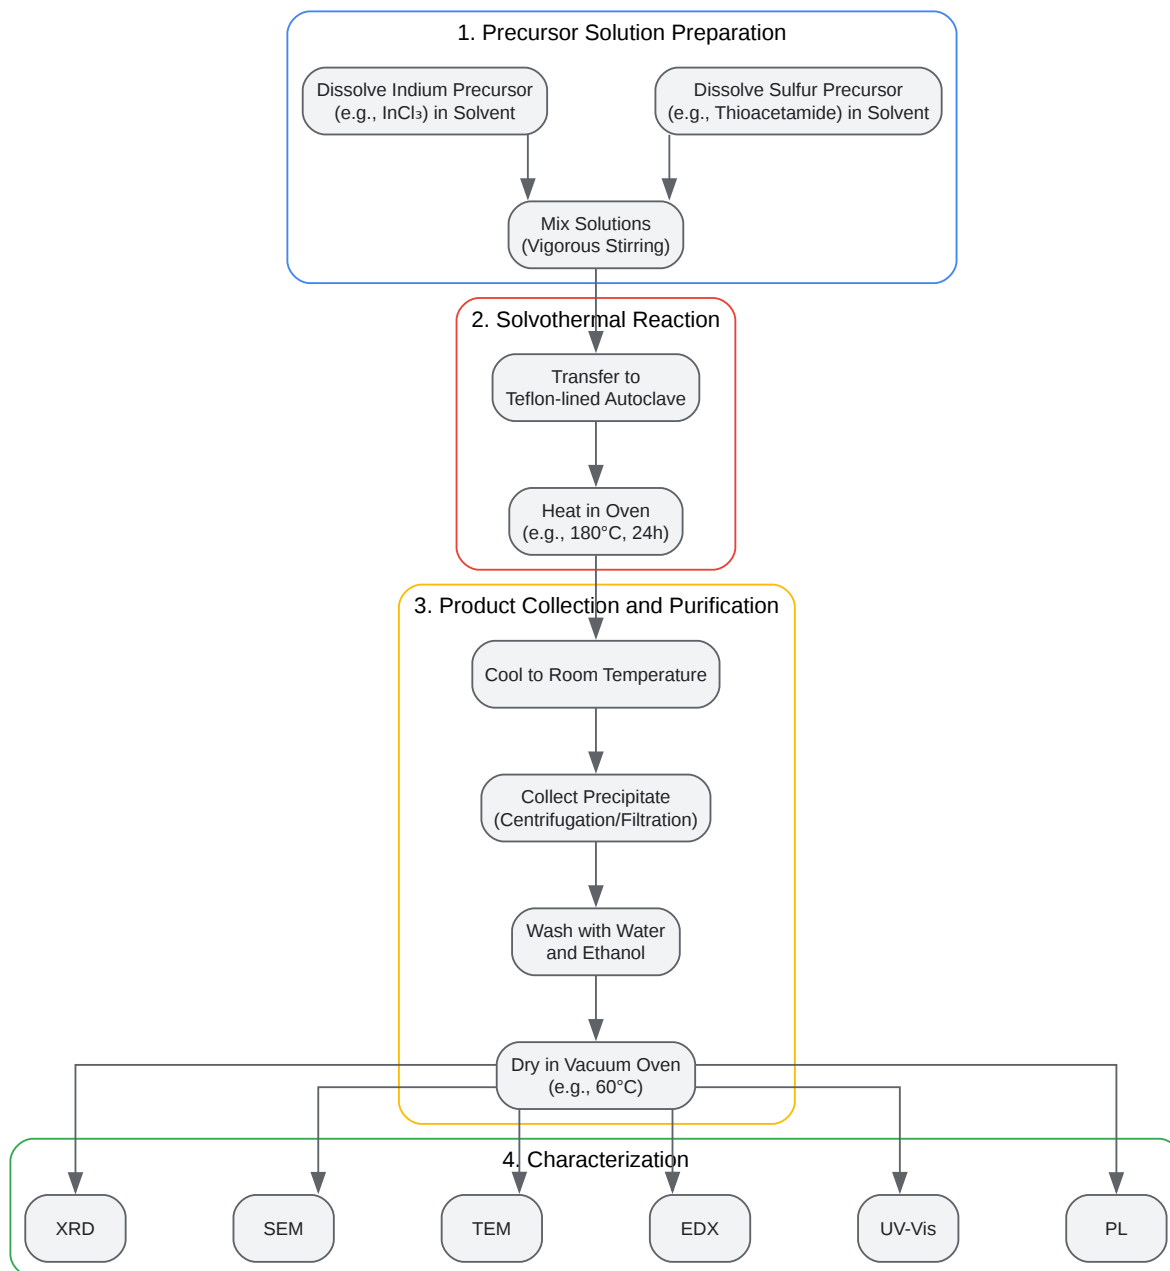 1. Precursor Solution Preparation
Dissolve Indium Precursor
(e.g., InCl₃) in Solvent
Dissolve Sulfur Precursor
(e.g., Thioacetamide) in Solvent
Mix Solutions
(Vigorous Stirring)
2. Solvothermal Reaction
Transfer to
Teflon-lined Autoclave
Heat in Oven
(e.g., 180°C, 24h)
3. Product Collection and Purification
Cool to Room Temperature
Collect Precipitate
(Centrifugation/Filtration)
Wash with Water
and Ethanol
Dry in Vacuum Oven
(e.g., 60°C)
4. Characterization
XRD
SEM
TEM
EDX
UV-Vis
PL